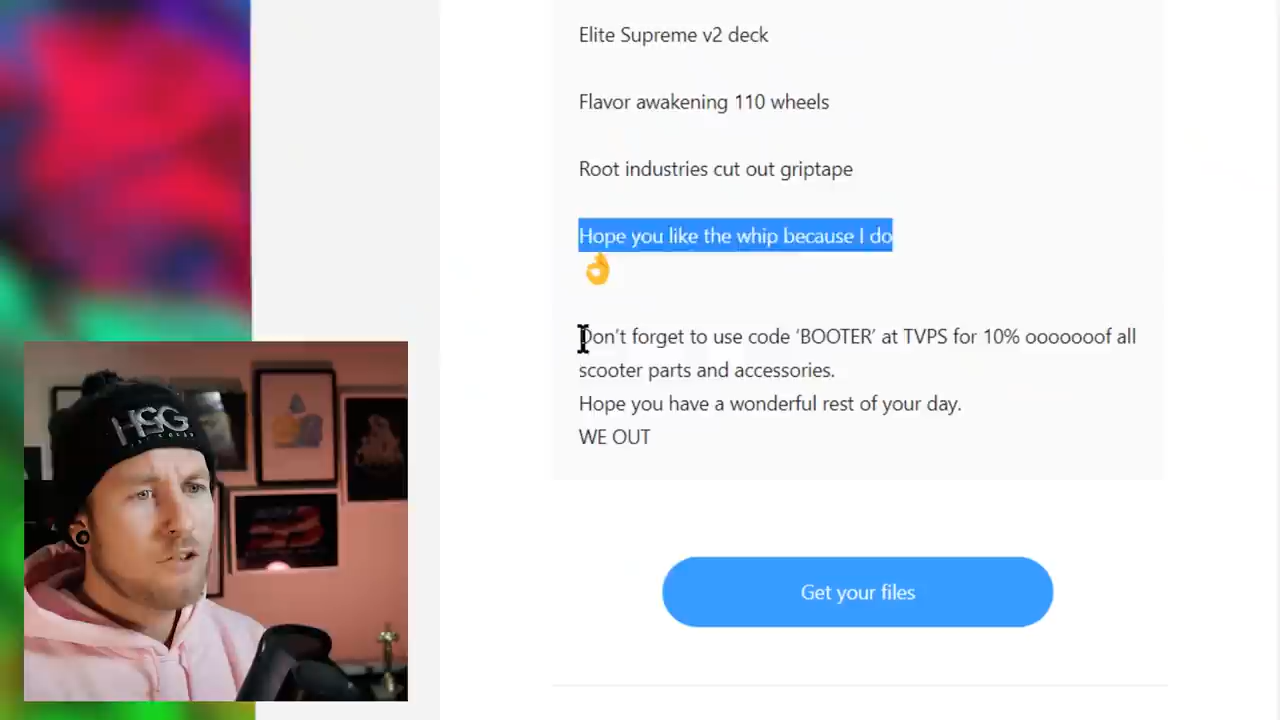 Elite Supreme v2 deck
Flavor awakening 110 wheels
Root industries cut out griptape
Hope you like the whip because I do
👌
Don't forget to use code ‘BOOTER’ at TVPS for 10% ooooooof all
scooter parts and accessories.
Hope you have a wonderful rest of your day.
WE OUT
Get your files
HSG